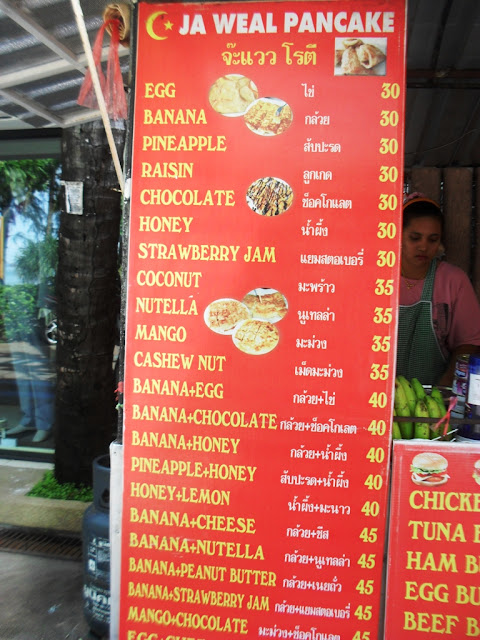 JA WEAL PANCAKE
จ๊ะแวว โรตี
EGG ไข่ 30
BANANA กล้วย 30
PINEAPPLE สับปะรด 30
RAISIN ลูกเกด 30
CHOCOLATE ช็อคโกแลต 30
HONEY น้ำผึ้ง 30
STRAWBERRY JAM แยมสตอเบอรี่ 30
COCONUT มะพร้าว 35
NUTELLA นูเทลล่า 35
MANGO มะม่วง 35
CASHEW NUT เม็ดมะม่วง 35
BANANA+EGG กล้วย+ไข่ 40
BANANA+CHOCOLATE กล้วย+ช็อคโกเลต 40
BANANA+HONEY กล้วย+น้ำผึ้ง 40
PINEAPPLE+HONEY สับปะรด+น้ำผึ้ง 40
HONEY+LEMON น้ำผึ้ง+มะนาว 40
BANANA+CHEESE กล้วย+ชีส 45
BANANA+NUTELLA กล้วย+นูเทลล่า 45
BANANA+PEANUT BUTTER กล้วย+เนยถั่ว 45
BANANA+STRAWBERRY JAM กล้วย+แยมสตอเบอรี่ 45
MANGO+CHOCOLATE มะม่วง+ช็อคโกแลต 45
CHICKE
TUNA
HAM BU
EGG BU
BEEF B